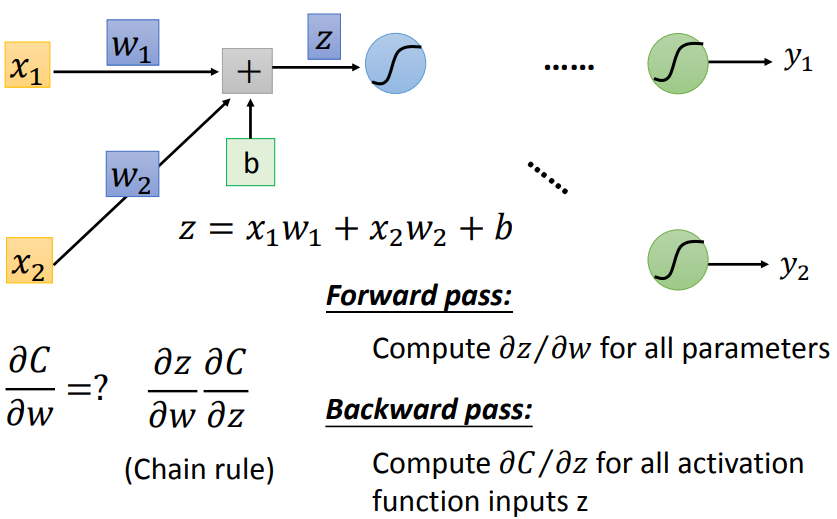 w₁
z
x₁
+
......
y₁
w₂
b
......
z = x₁w₁ + x₂w₂ + b
x₂
y₂
Forward pass:
Compute ∂z/∂w for all parameters
∂C/∂w =? ∂z/∂w ∂C/∂z
(Chain rule)
Backward pass:
Compute ∂C/∂z for all activation
function inputs z